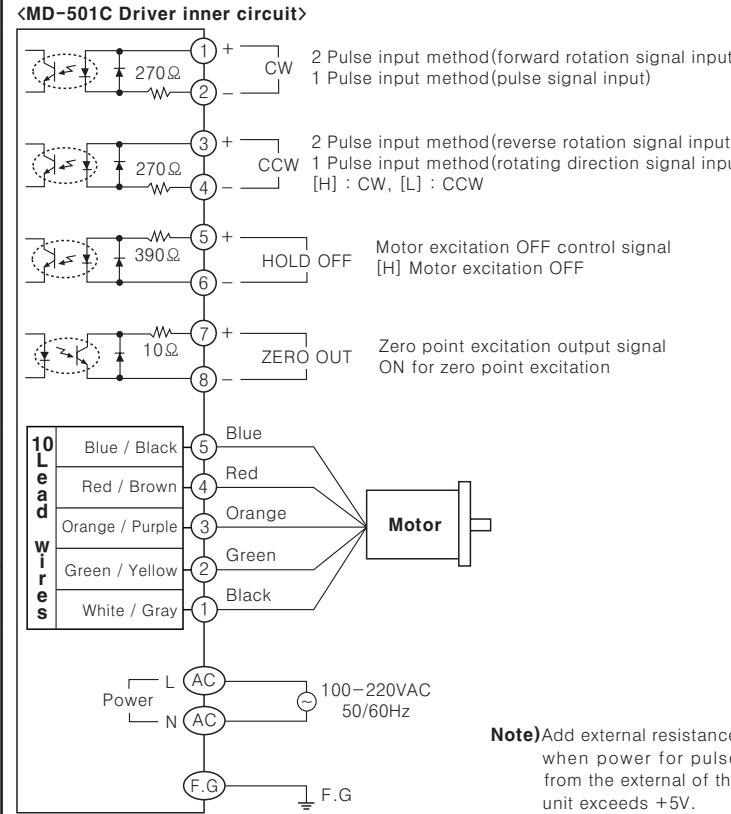 <MD-501C Driver inner circuit>
1 +
270Ω
CW
2 Pulse input method(forward rotation signal input
1 Pulse input method(pulse signal input)
2 −
3 +
270Ω
CCW
2 Pulse input method(reverse rotation signal input
1 Pulse input method(rotating direction signal inpu
[H] : CW, [L] : CCW
4 −
5 +
390Ω
HOLD OFF
Motor excitation OFF control signal
[H] Motor excitation OFF
6 −
7 +
10Ω
ZERO OUT
Zero point excitation output signal
ON for zero point excitation
8 −
10 Lead wires
Blue / Black 5 Blue
Red / Brown 4 Red
Orange / Purple 3 Orange
Green / Yellow 2 Green
White / Gray 1 Black
Motor
Power
L AC
N AC
100−220VAC
50/60Hz
F.G
F.G
Note)Add external resistance
when power for pulse
from the external of th
unit exceeds +5V.